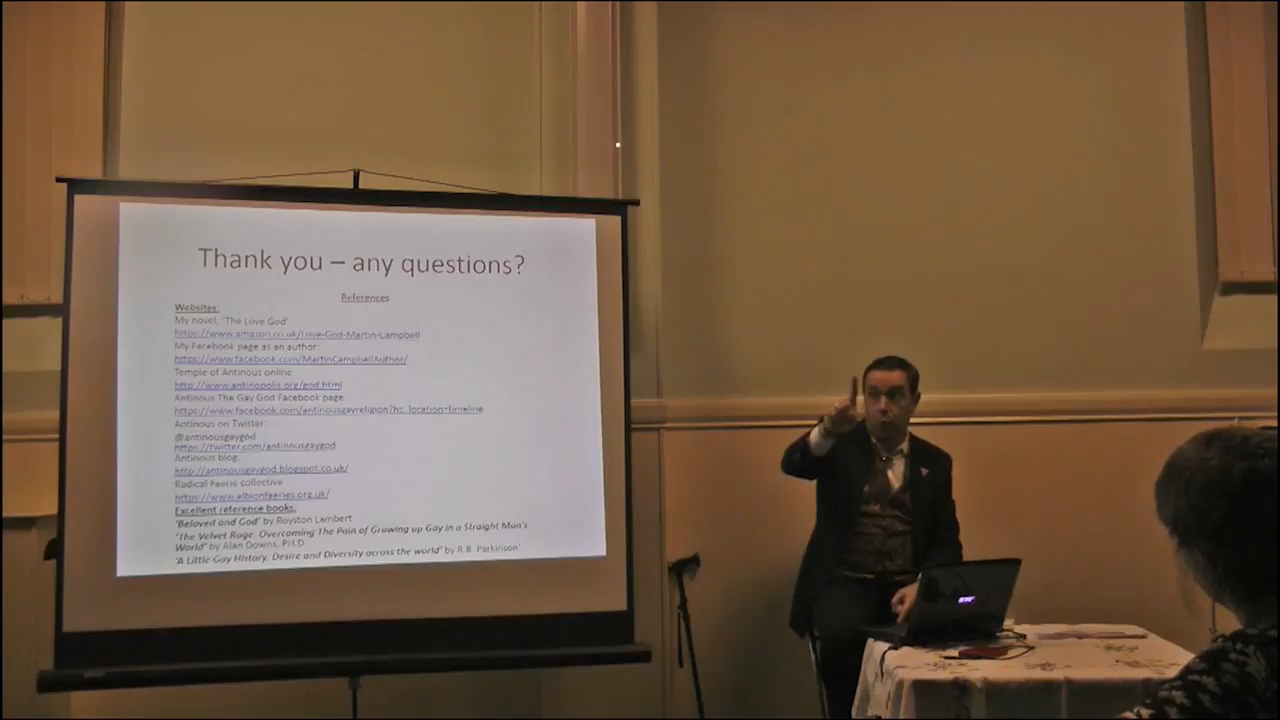 Thank you – any questions?
References
Websites:
My novel, 'The Love God':
https://www.amazon.co.uk/Love-God-Martin-Campbell
My Facebook page as an author:
https://www.facebook.com/MartinCampbellAuthor/
Temple of Antinous online
http://www.antinopolis.org/god.html
Antinous The Gay God Facebook page
https://www.facebook.com/antinousgayreligion?hc_location=timeline
Antinous on Twitter:
@antinousgaygod
https://twitter.com/antinousgaygod
Antinous blog:
http://antinousgaygod.blogspot.co.uk/
Radical Faerie collective
https://www.albionfaeries.org.uk/
Excellent reference books:
'Beloved and God' by Royston Lambert
'The Velvet Rage. Overcoming The Pain of Growing up Gay in a Straight Man's
World' by Alan Downs, PH.D
'A Little Gay History. Desire and Diversity across the world' by R.B. Parkinson'